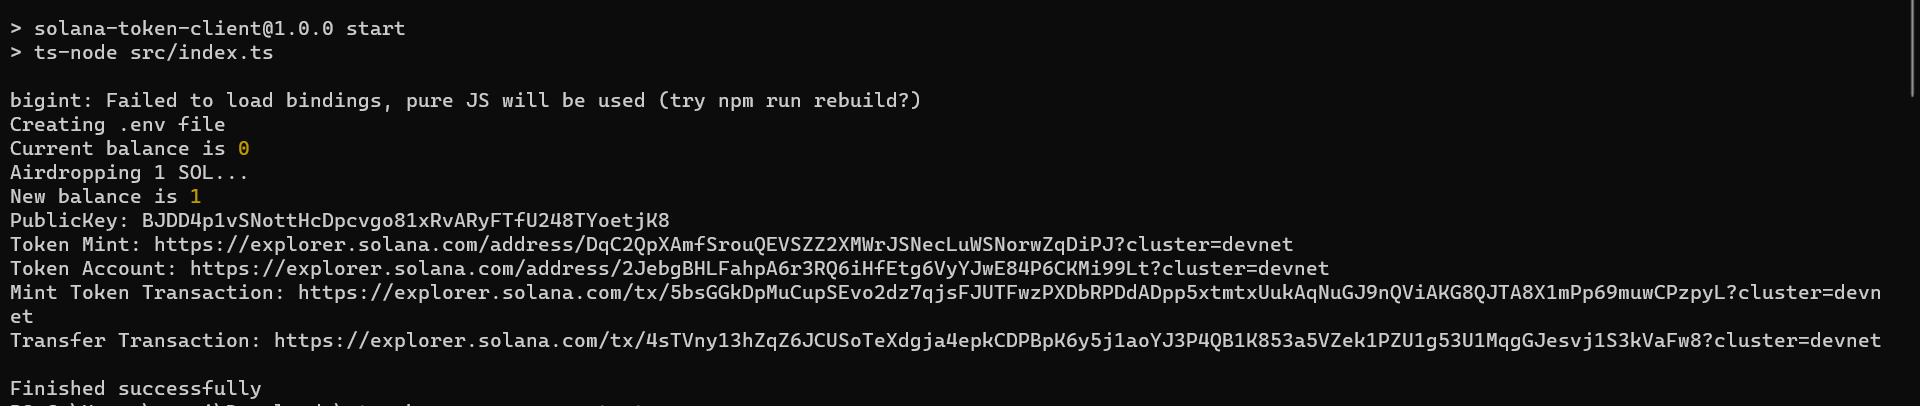 > solana-token-client@1.0.0 start
> ts-node src/index.ts
bigint: Failed to load bindings, pure JS will be used (try npm run rebuild?)
Creating .env file
Current balance is 0
Airdropping 1 SOL...
New balance is 1
PublicKey: BJDD4p1vSNottHcDpcvgo81xRvARyFTfU248TYoetjK8
Token Mint: https://explorer.solana.com/address/DqC2QpXAmfSrouQEVSZZ2XMWrJSNecLuWSNorwZqDiPJ?cluster=devnet
Token Account: https://explorer.solana.com/address/2JebgBHLFahpA6r3RQ6iHfEtg6VyYJwE84P6CKMi99Lt?cluster=devnet
Mint Token Transaction: https://explorer.solana.com/tx/5bsGGkDpMuCupSEvo2dz7qjsFJUTFwzPXDbRPDdADpp5xtmtxUukAqNuGJ9nQViAKG8QJTA8X1mPp69muwCPzpyL?cluster=devn
et
Transfer Transaction: https://explorer.solana.com/tx/4sTVny13hZqZ6JCUSoTeXdgja4epkCDPBpK6y5j1aoYJ3P4QB1K853a5VZek1PZU1g53U1MqgGJesvj1S3kVaFw8?cluster=devnet
Finished successfully